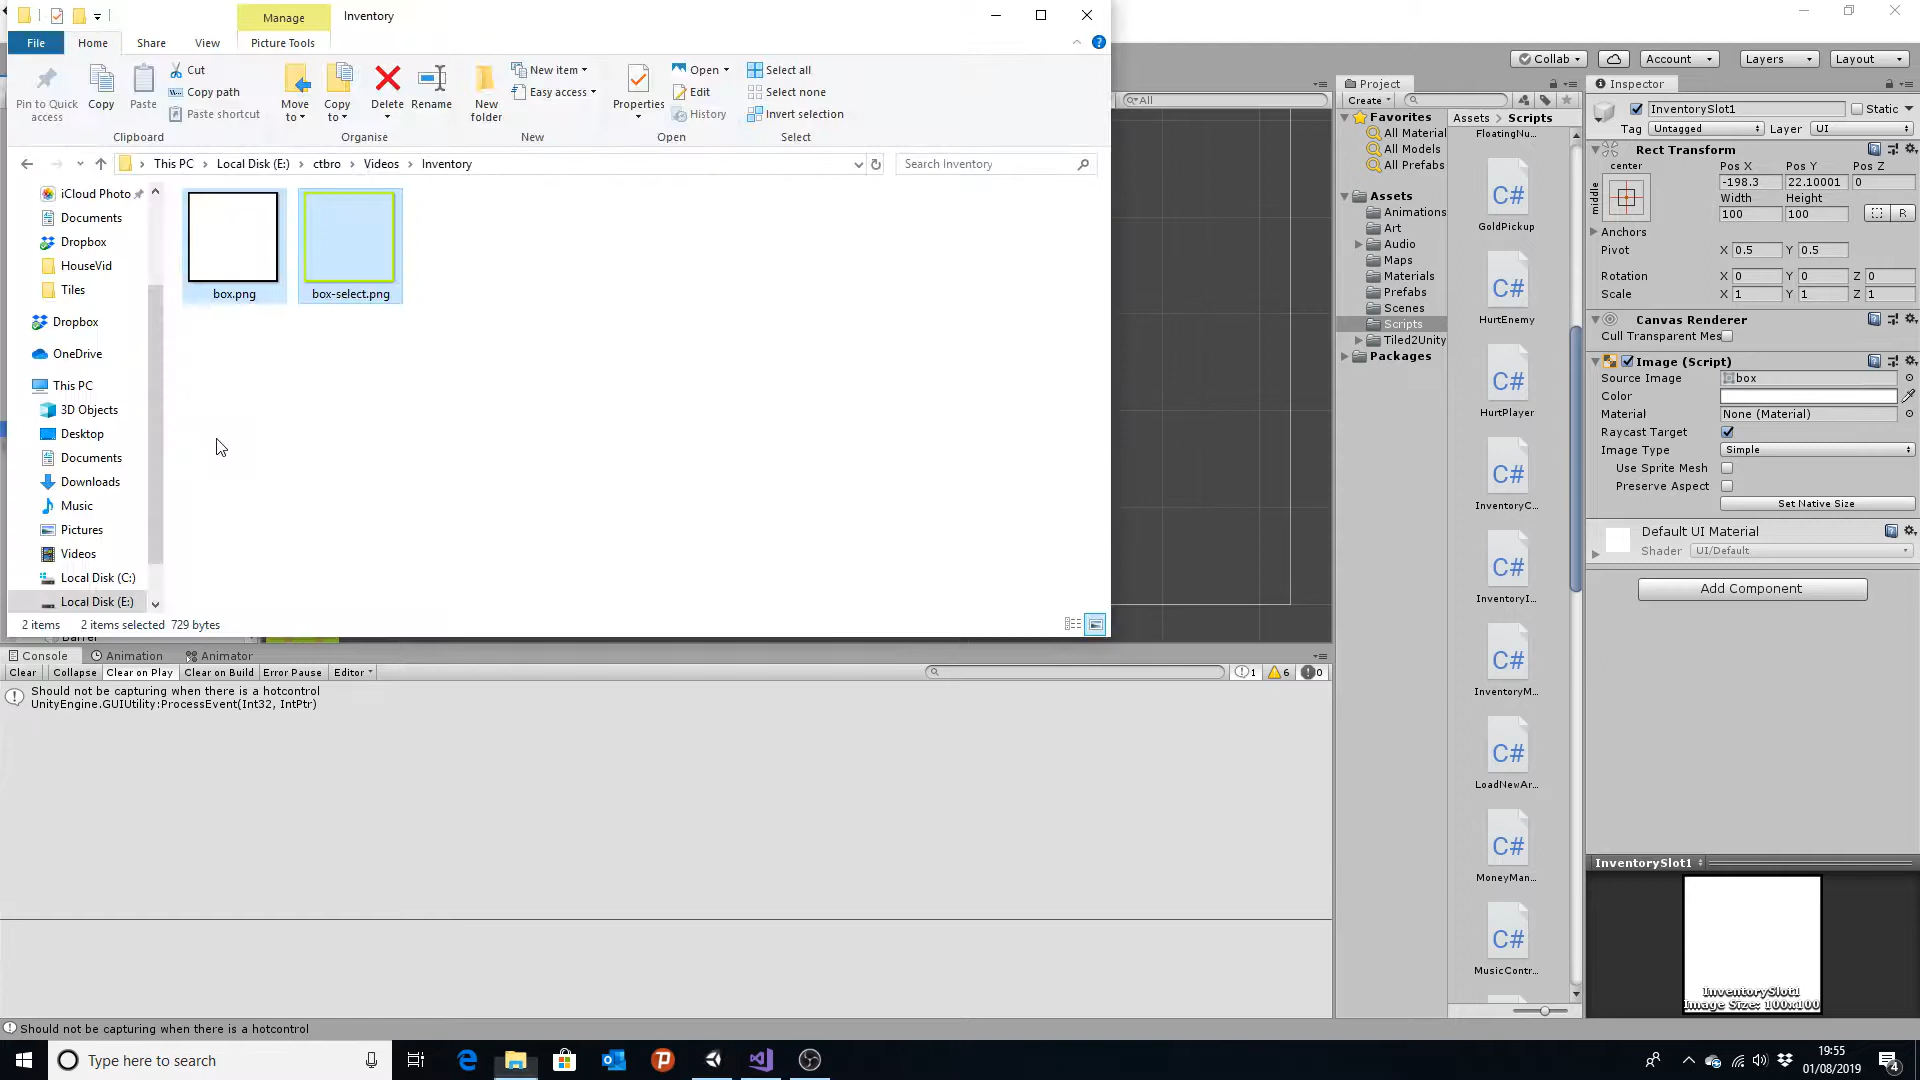 Manage
Inventory
File
Home
Share
View
Picture Tools
Pin to Quick access
Copy
Paste
Cut
Copy path
Paste shortcut
Clipboard
Move to
Copy to
Delete
Rename
Organise
New folder
New item
Easy access
New
Properties
Open
Edit
History
Open
Select all
Select none
Invert selection
Select
This PC
Local Disk (E:)
ctbro
Videos
Inventory
Search Inventory
iCloud Photo
Documents
Dropbox
HouseVid
Tiles
Dropbox
OneDrive
This PC
3D Objects
Desktop
Documents
Downloads
Music
Pictures
Videos
Local Disk (C:)
Local Disk (E:)
box.png
box-select.png
2 items
2 items selected 729 bytes
Collab
Account
Layers
Layout
All
Project
Create
Favorites
All Material
All Models
All Prefabs
Assets
Animations
Art
Audio
Maps
Materials
Prefabs
Scenes
Scripts
Tiled2Unity
Packages
Assets > Scripts
FloatingNu...
C#
GoldPickup
C#
HurtEnemy
C#
HurtPlayer
C#
InventoryC...
C#
InventoryI...
C#
InventoryM...
C#
LoadNewAr...
C#
MoneyMan...
C#
MusicContr...
Inspector
InventorySlot1
Static
Tag Untagged
Layer UI
Rect Transform
center
middle
Pos X Pos Y Pos Z
-198.3 22.10001 0
Width Height
100 100
R
Anchors
Pivot X 0.5 Y 0.5
Rotation X 0 Y 0 Z 0
Scale X 1 Y 1 Z 1
Canvas Renderer
Cull Transparent Mes
Image (Script)
Source Image box
Color
Material None (Material)
Raycast Target
Image Type Simple
Use Sprite Mesh
Preserve Aspect
Set Native Size
Default UI Material
Shader UI/Default
Add Component
InventorySlot1
InventorySlot1
Image Size: 100x100
Console
Animation
Animator
Clear
Collapse
Clear on Play
Clear on Build
Error Pause
Editor
1
6
0
Should not be capturing when there is a hotcontrol
UnityEngine.GUIUtility:ProcessEvent(Int32, IntPtr)
Should not be capturing when there is a hotcontrol
Type here to search
19:55
01/08/2019
4